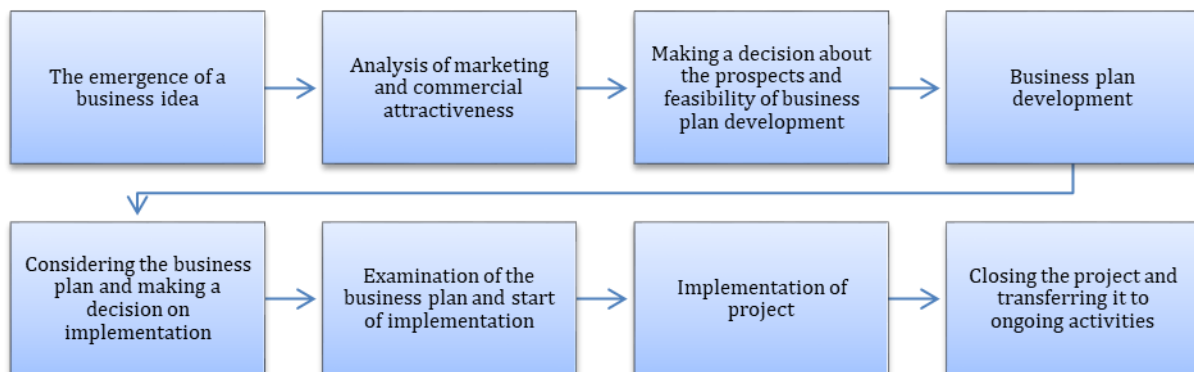 The emergence of a
business idea
Analysis of marketing
and commercial
attractiveness
Making a decision about
the prospects and
feasibility of business
plan development
Business plan
development
Considering the business
plan and making a
decision on
implementation
Examination of the
business plan and start
of implementation
Implementation of
project
Closing the project and
transferring it to
ongoing activities